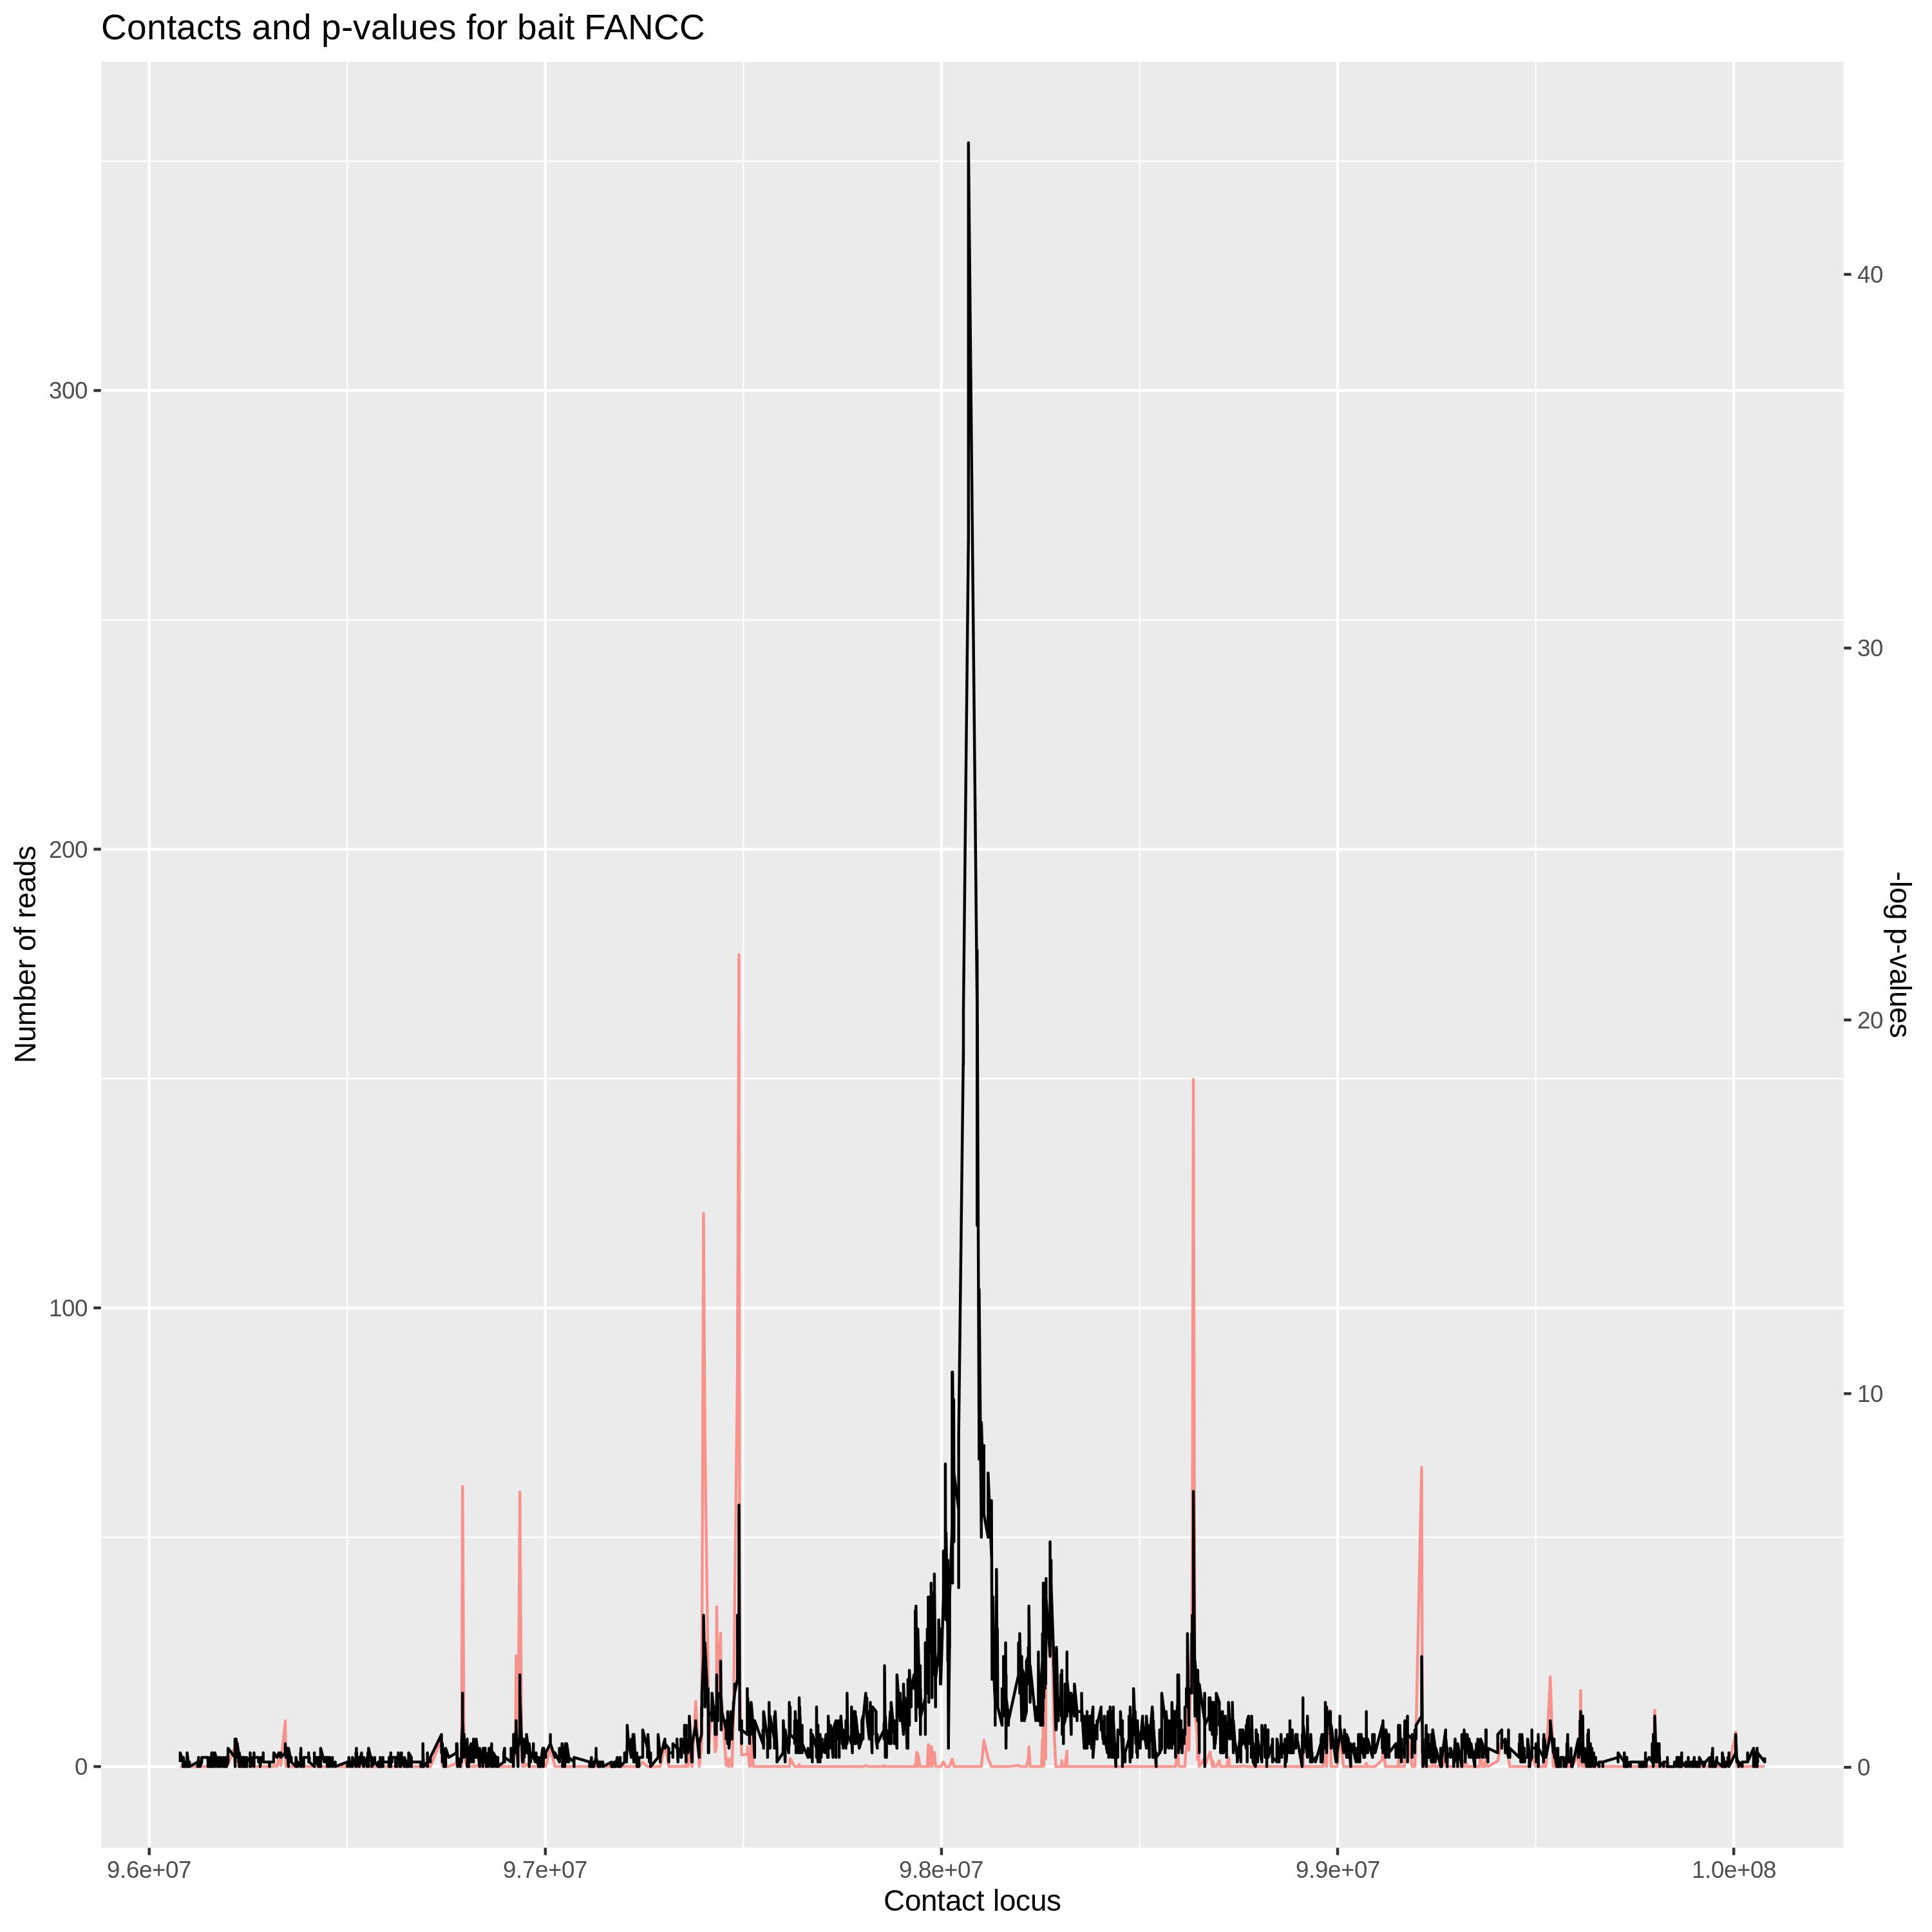 Contacts and p-values for bait FANCC
300
200
100
0
Number of reads
40
30
20
10
0
-log p-values
9.6e+07 9.7e+07 9.8e+07 9.9e+07 1.0e+08
Contact locus